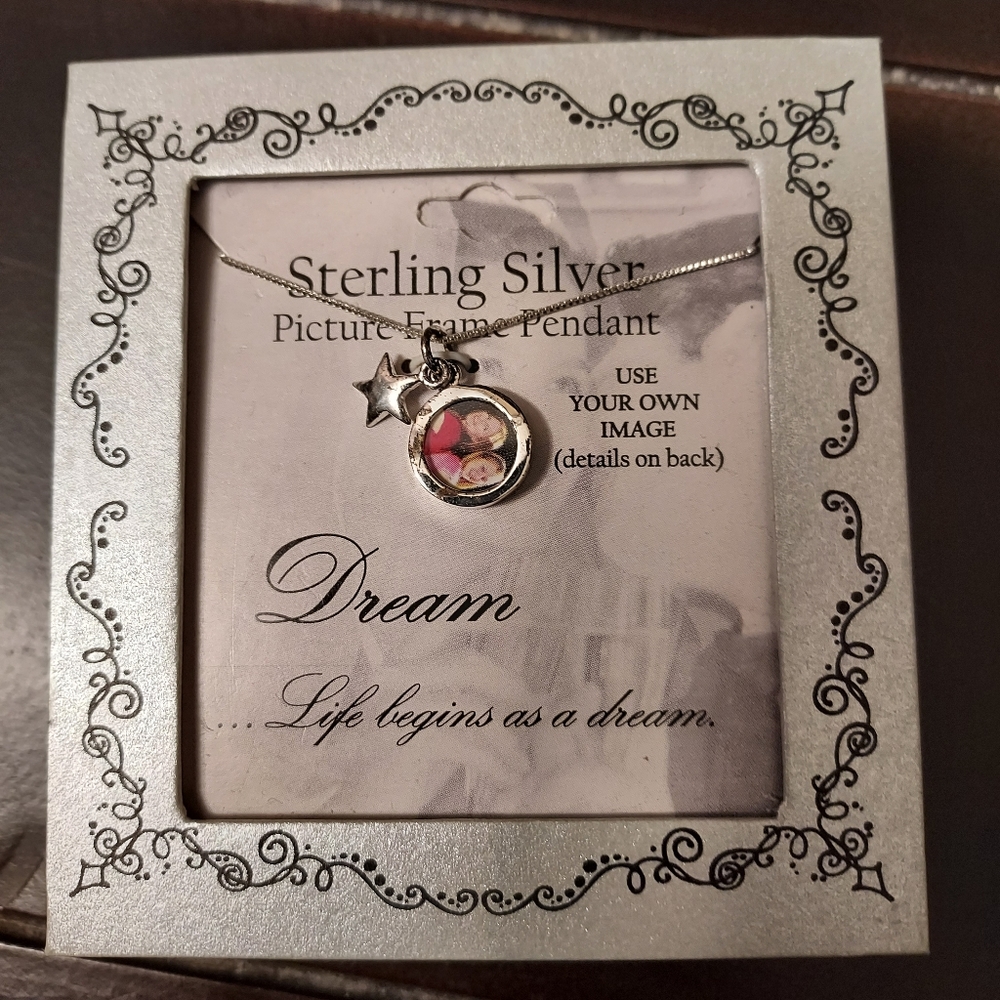 Sterling Silver
Picture Frame Pendant
USE
YOUR OWN
IMAGE
(details on back)
Dream
... Life begins as a dream.